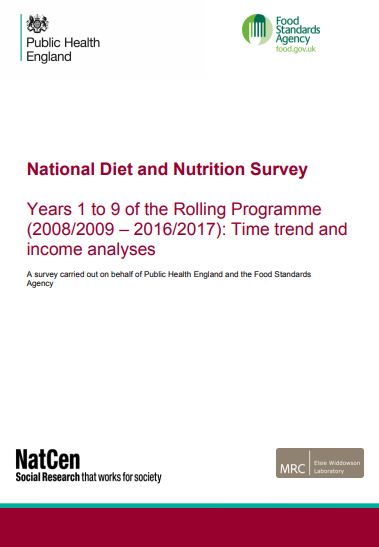 Public Health
England
Food
Standards
Agency
food.gov.uk
National Diet and Nutrition Survey
Years 1 to 9 of the Rolling Programme
(2008/2009 – 2016/2017): Time trend and
income analyses
A survey carried out on behalf of Public Health England and the Food Standards
Agency
NatCen
Social Research that works for society
MRC
Elsie Widdowson
Laboratory